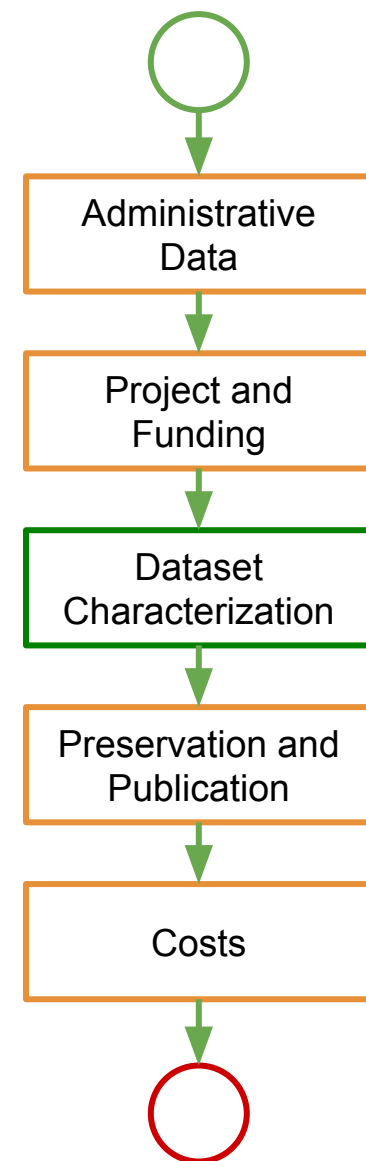 Administrative
Data
Project and
Funding
Dataset
Characterization
Preservation and
Publication
Costs